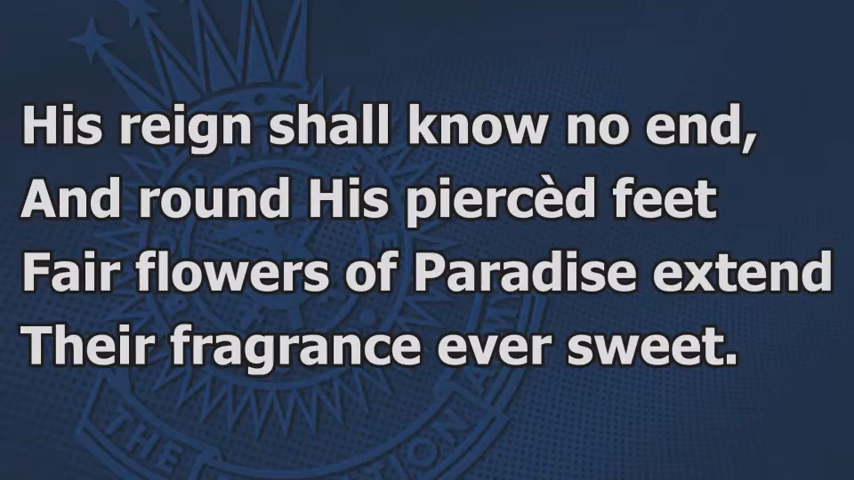 His reign shall know no end,
And round His piercèd feet
Fair flowers of Paradise extend
Their fragrance ever sweet.
THE